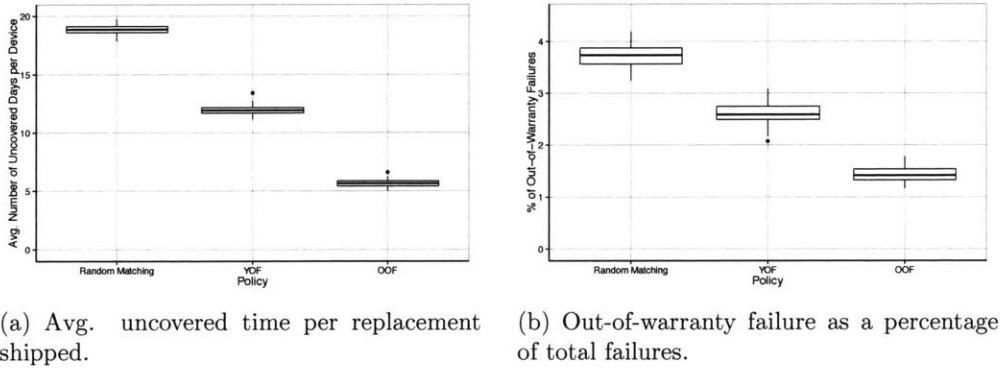 Avg. Number of Uncovered Days per Device
20
15
10
5
0
Random Matching YOF OOF
Policy
(a) Avg. uncovered time per replacement
shipped.
% of Out-of-Warranty Failures
4
3
2
1
0
Random Matching YOF OOF
Policy
(b) Out-of-warranty failure as a percentage
of total failures.